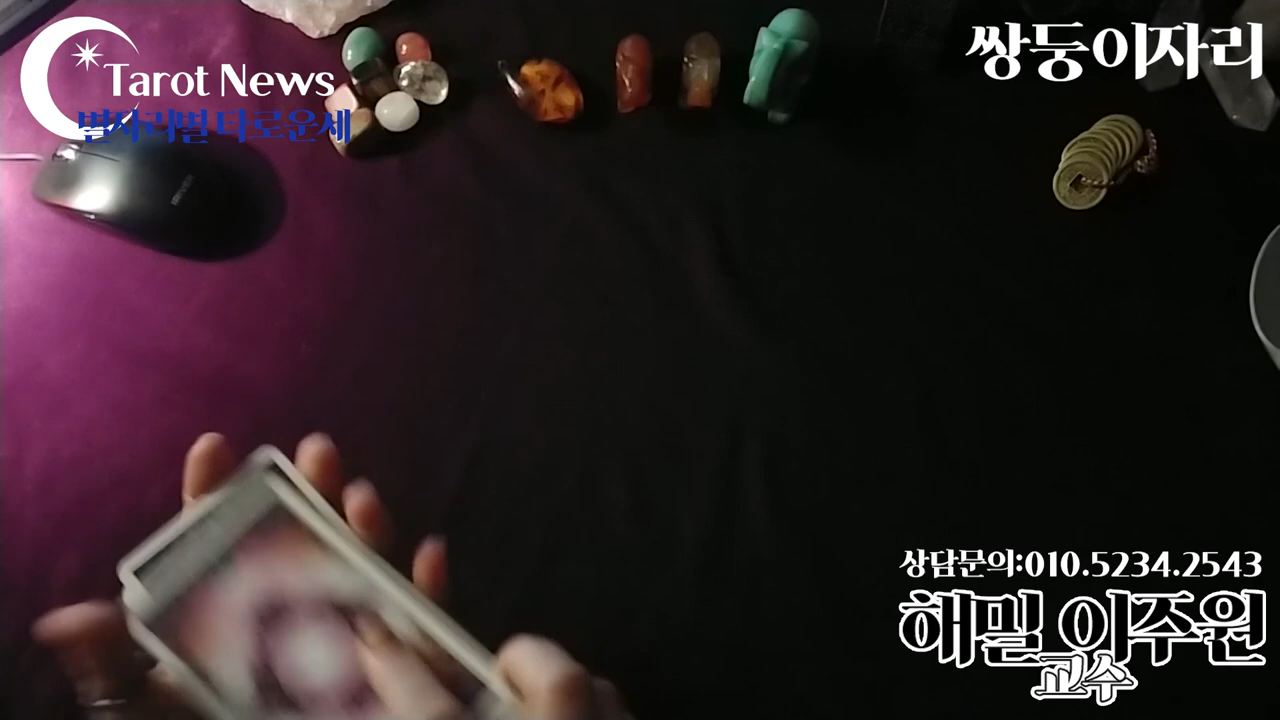 Tarot News
별자리별 타로운세
쌍둥이자리
상담문의:010.5234.2543
해밀 이주원
교수